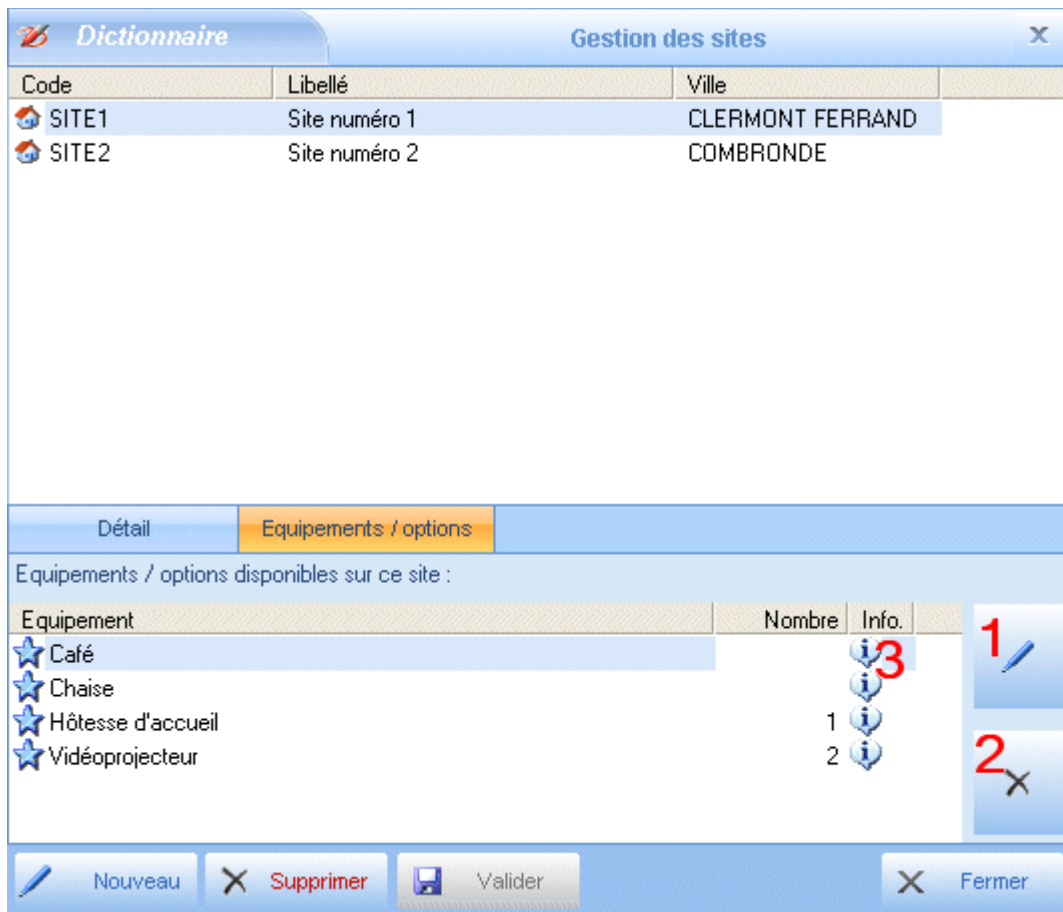 Dictionnaire Gestion des sites x
Code Libellé Ville
SITE1 Site numéro 1 CLERMONT FERRAND
SITE2 Site numéro 2 COMBRONDE
Détail Equipements / options
Equipements / options disponibles sur ce site :
Equipement Nombre Info.
Café 3 1
Chaise
Hôtesse d'accueil 1
Vidéoprojecteur 2 2
Nouveau Supprimer Valider Fermer